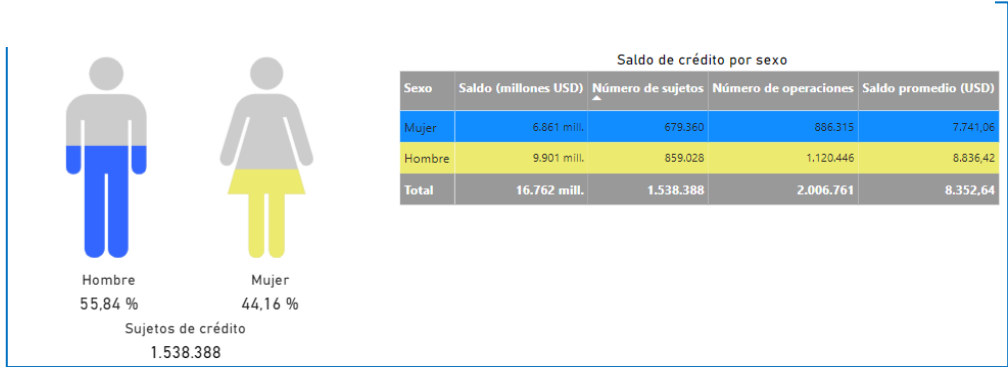 Hombre
55,84 %
Mujer
44,16 %
Sujetos de crédito
1.538.388
Saldo de crédito por sexo
Sexo Saldo (millones USD) Número de sujetos Número de operaciones Saldo promedio (USD)
Mujer 6.861 mill. 679.360 886.315 7.741,06
Hombre 9.901 mill. 859.028 1.120.446 8.836,42
Total 16.762 mill. 1.538.388 2.006.761 8.352,64